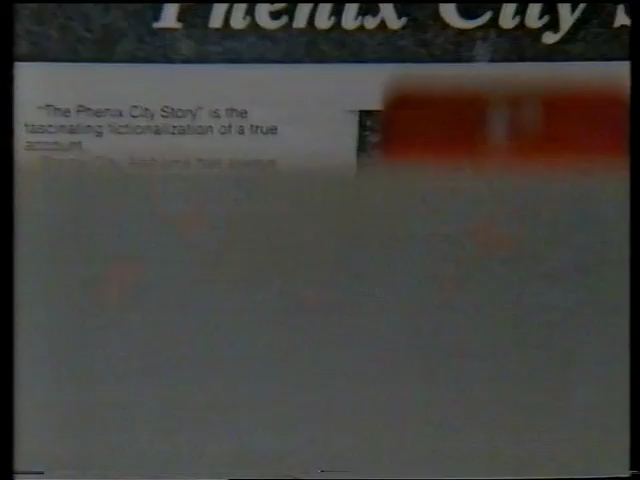 Phenix City S
"The Phenix City Story" is the
fascinating fictionalization of a true
account.